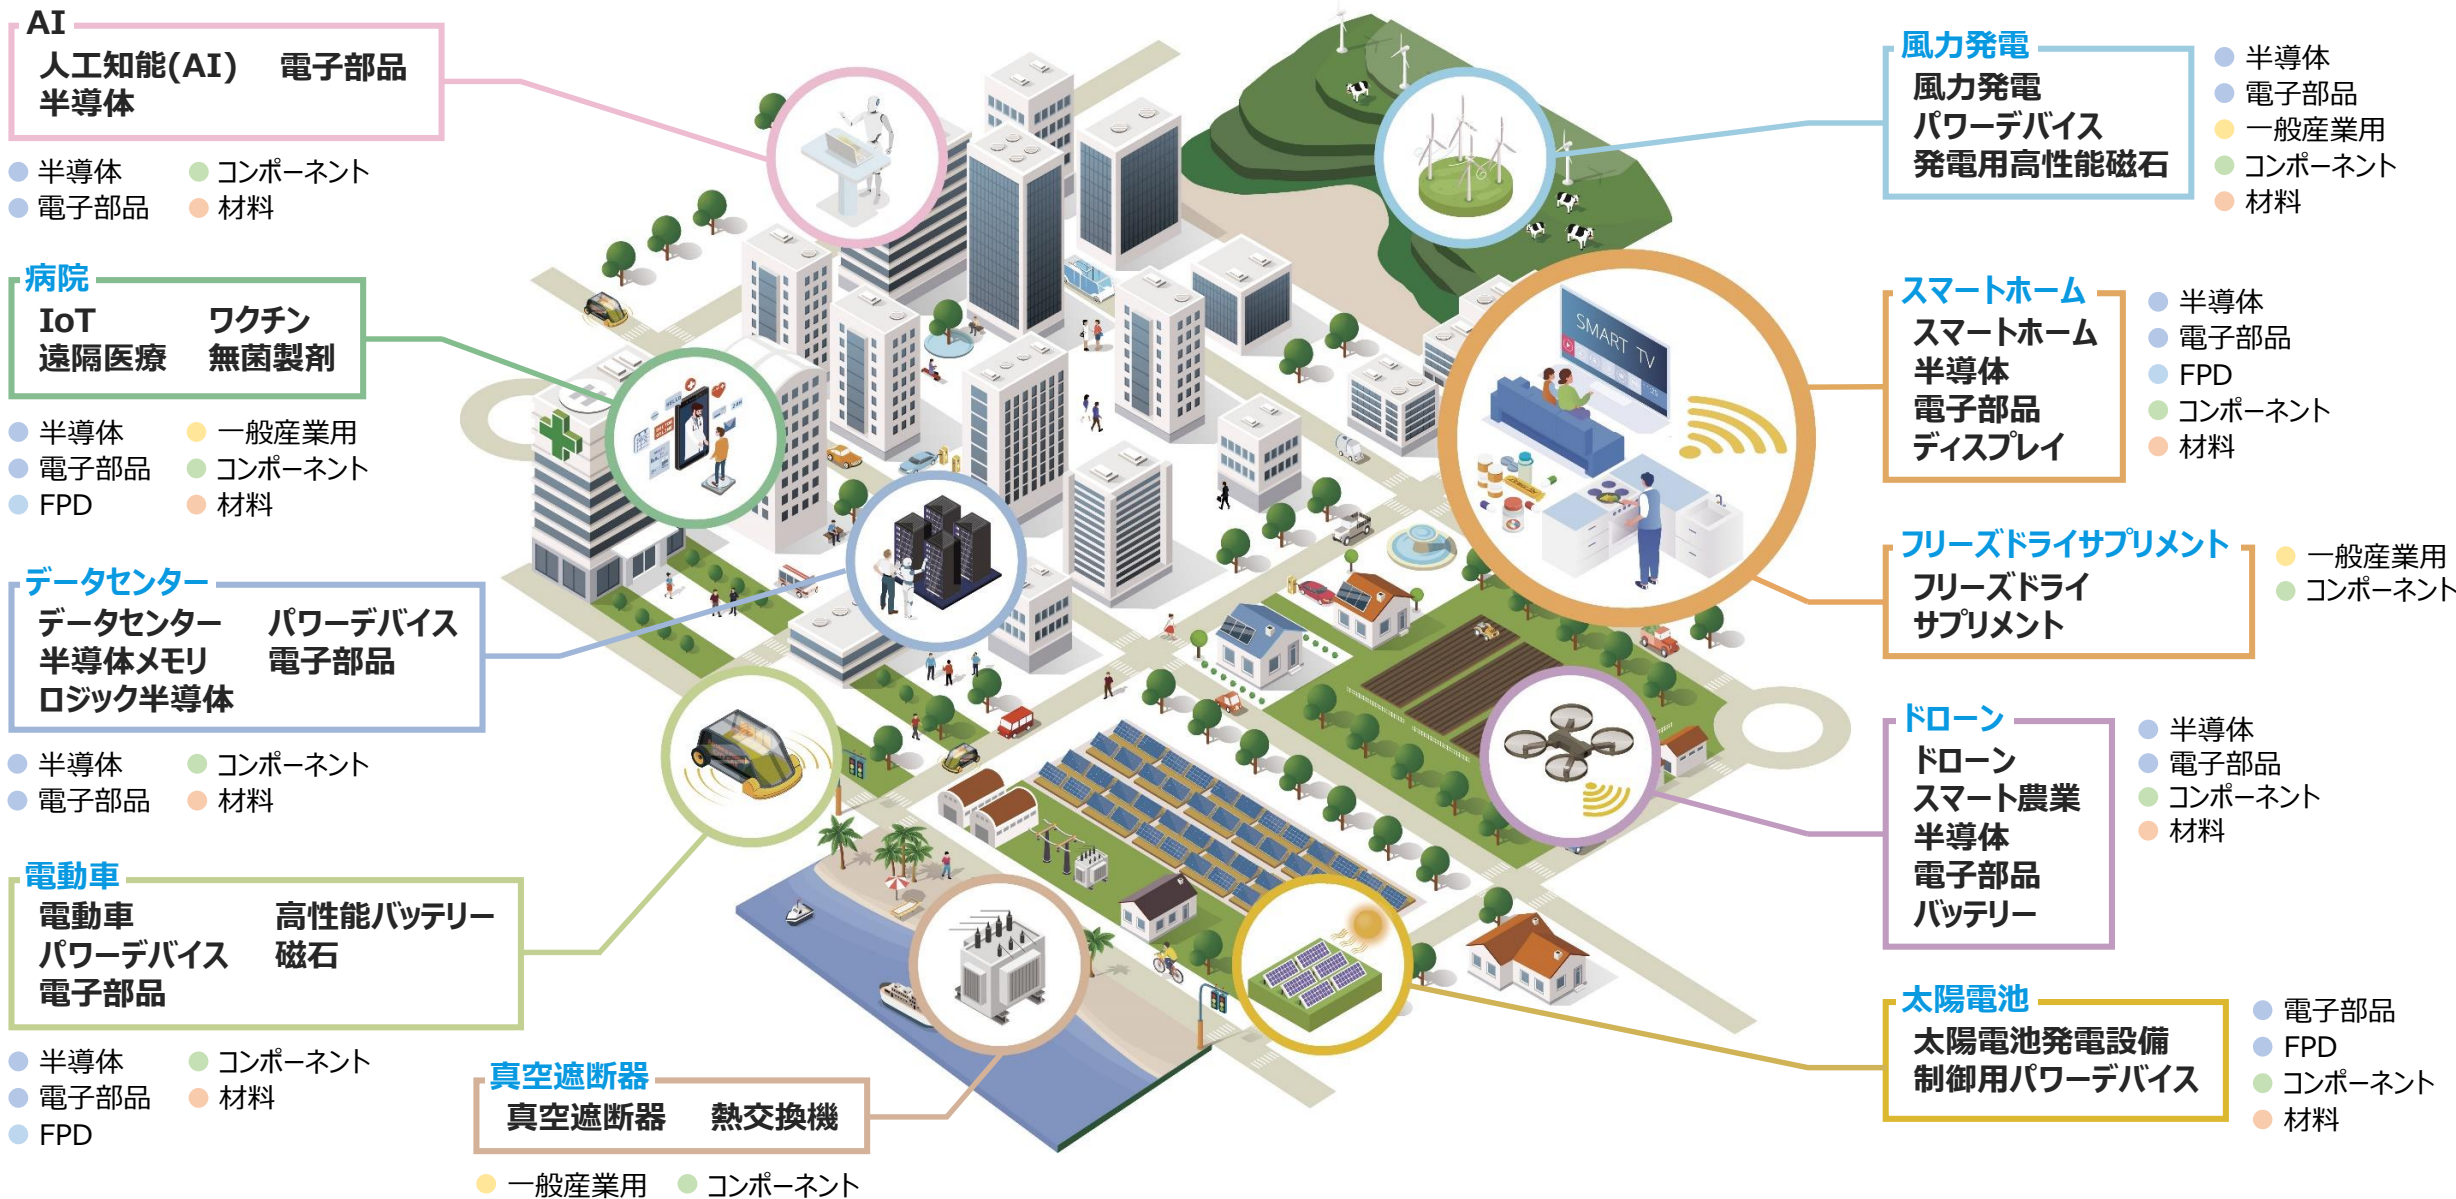 AI
人工知能(AI) 電子部品
半導体
半導体 コンポーネント
電子部品 材料
病院
IoT ワクチン
遠隔医療 無菌製剤
半導体 一般産業用
電子部品 コンポーネント
FPD 材料
データセンター
データセンター パワーデバイス
半導体メモリ 電子部品
ロジック半導体
半導体 コンポーネント
電子部品 材料
電動車
電動車 高性能バッテリー
パワーデバイス 磁石
電子部品
半導体 コンポーネント
電子部品 材料
FPD
真空遮断器
真空遮断器 熱交換機
一般産業用 コンポーネント
風力発電
風力発電
パワーデバイス
発電用高性能磁石
半導体
電子部品
一般産業用
コンポーネント
材料
SMART TV
スマートホーム
スマートホーム
半導体
電子部品
ディスプレイ
半導体
電子部品
FPD
コンポーネント
材料
フリーズドライサプリメント
フリーズドライ
サプリメント
一般産業用
コンポーネント
ドローン
ドローン
スマート農業
半導体
電子部品
バッテリー
半導体
電子部品
コンポーネント
材料
太陽電池
太陽電池発電設備
制御用パワーデバイス
電子部品
FPD
コンポーネント
材料